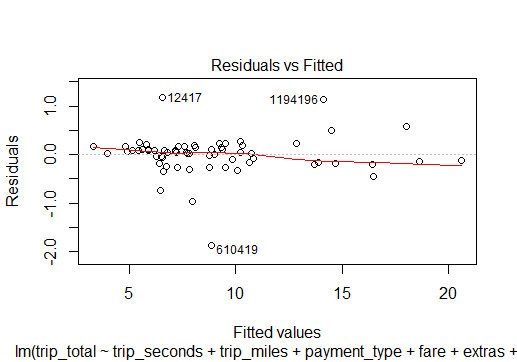 Residuals vs Fitted
Residuals
1.0
0.0
-1.0
-2.0
12417
1194196
610419
5
10
15
20
Fitted values
lm(trip_total ~ trip_seconds + trip_miles + payment_type + fare + extras +